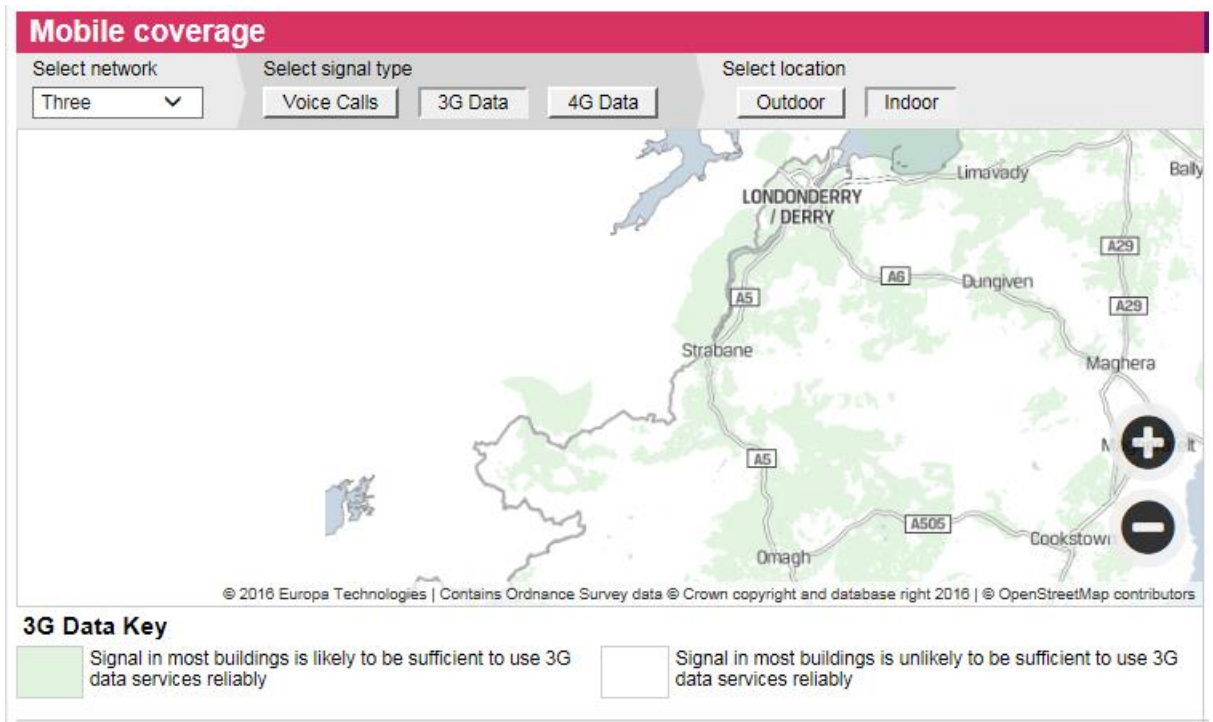 Mobile coverage
Select network
Select signal type
Select location
Three
Voice Calls
3G Data
4G Data
Outdoor
Indoor
Limavady
Bally
LONDONDERRY
/ DERRY
A29
A6
Dungiven
A5
A29
Strabane
Maghera
A5
A505
Cookstown
Omagh
© 2016 Europa Technologies | Contains Ordnance Survey data © Crown copyright and database right 2016 | © OpenStreetMap contributors
3G Data Key
Signal in most buildings is likely to be sufficient to use 3G
data services reliably
Signal in most buildings is unlikely to be sufficient to use 3G
data services reliably